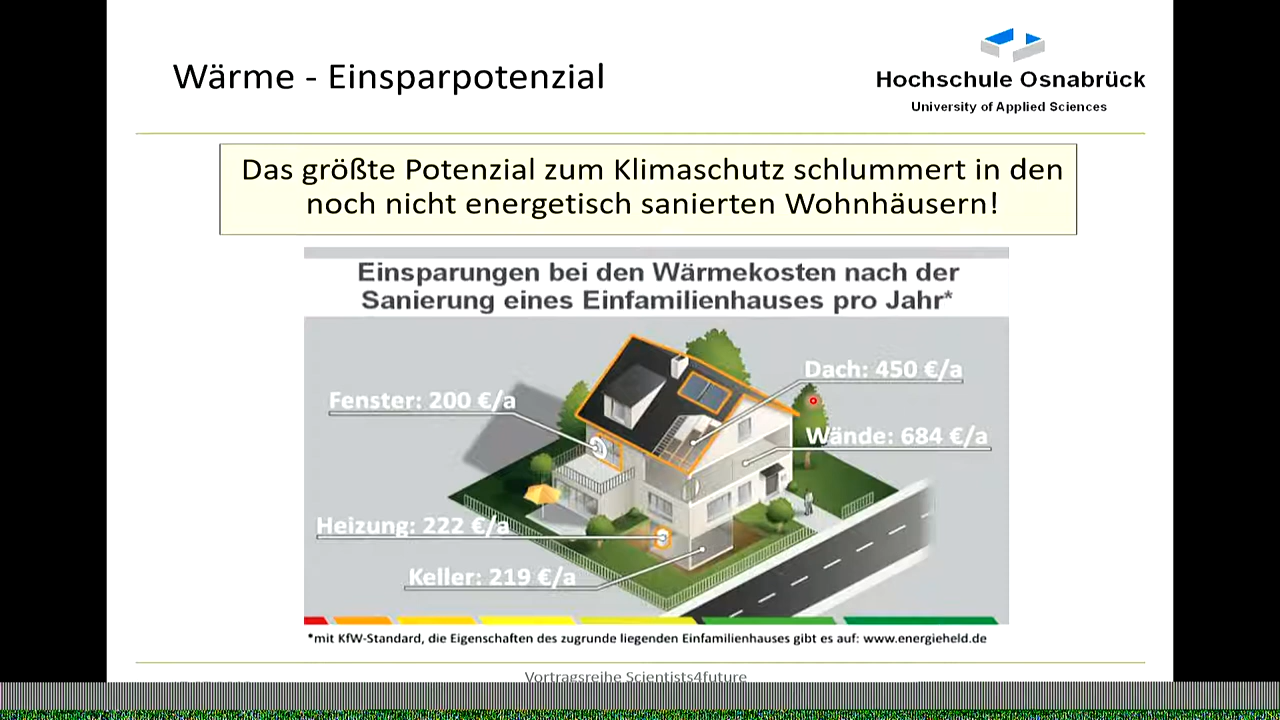 Wärme - Einsparpotenzial
Hochschule Osnabrück
University of Applied Sciences
Das größte Potenzial zum Klimaschutz schlummert in den
noch nicht energetisch sanierten Wohnhäusern!
Einsparungen bei den Wärmekosten nach der
Sanierung eines Einfamilienhauses pro Jahr*
Dach: 450 €/a
Fenster: 200 €/a
Wände: 684 €/a
Heizung: 222 €/a
Keller: 219 €/a
*mit KfW-Standard, die Eigenschaften des zugrunde liegenden Einfamilienhauses gibt es auf: www.energieheld.de
Vortragsreihe Scientists4future